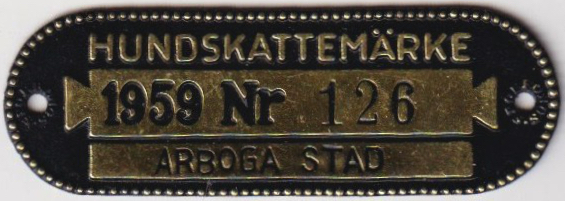 HUNDSKATTEMÄRKE
1959 Nr 126
ARBOGA STAD